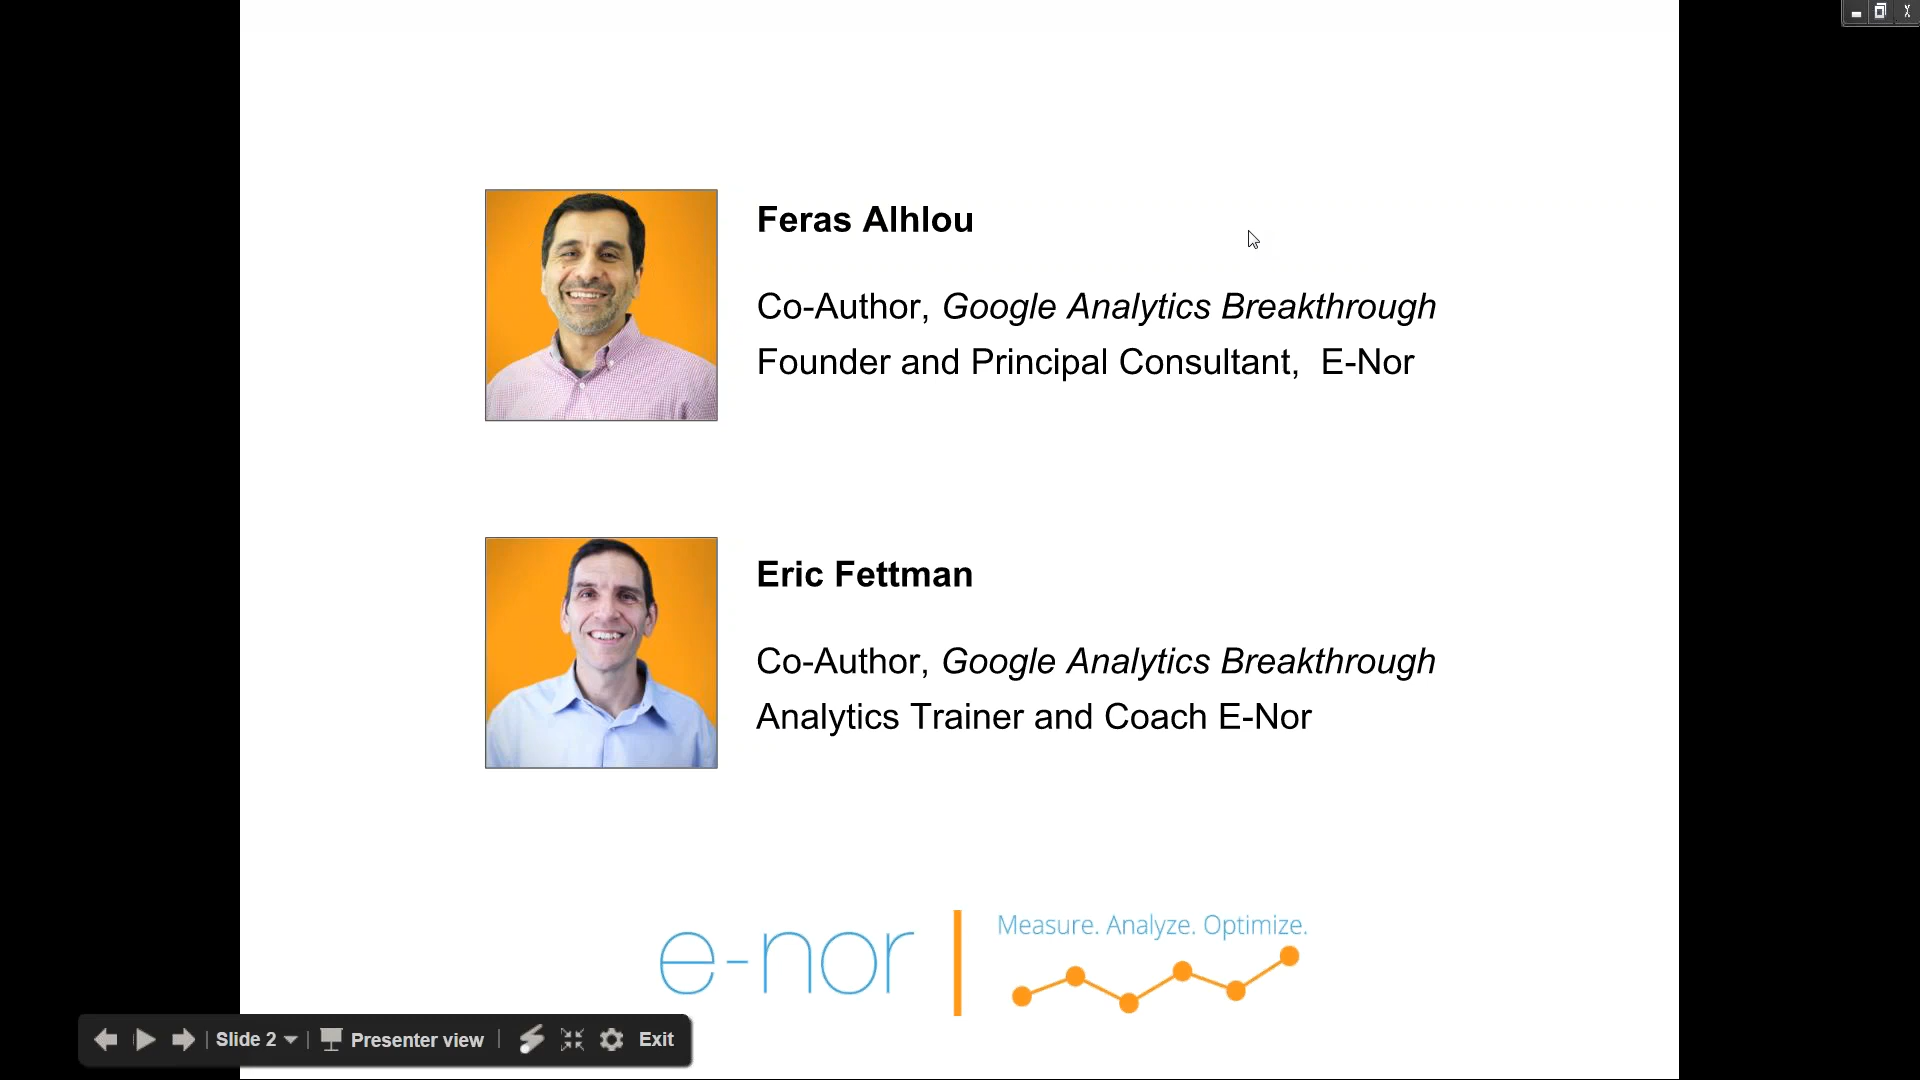 Feras Alhlou
Co-Author, Google Analytics Breakthrough
Founder and Principal Consultant,  E-Nor
Eric Fettman
Co-Author, Google Analytics Breakthrough
Analytics Trainer and Coach E-Nor
e-nor
Measure. Analyze. Optimize.
Slide 2
Presenter view
Exit